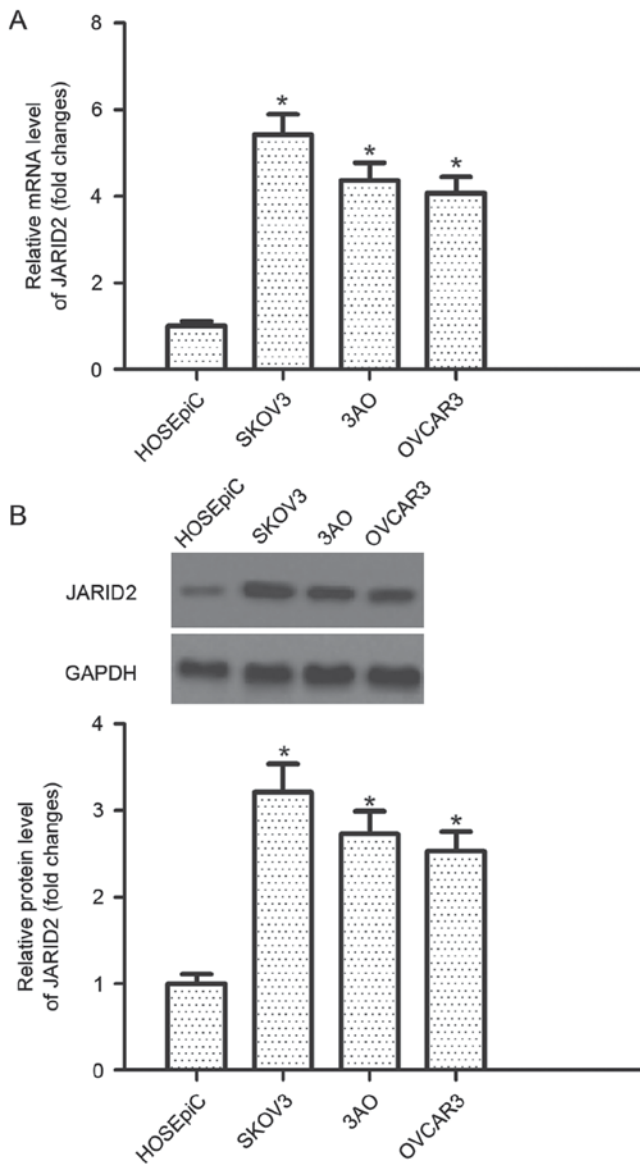 A
Relative mRNA level
of JARID2 (fold changes)
8
6
4
2
0
*
*
*
HOSEpiC
SKOV3
3AO
OVCAR3
B
HOSEpiC
SKOV3
3AO
OVCAR3
JARID2
GAPDH
Relative protein level
of JARID2 (fold changes)
4
3
2
1
0
*
*
*
HOSEpiC
SKOV3
3AO
OVCAR3